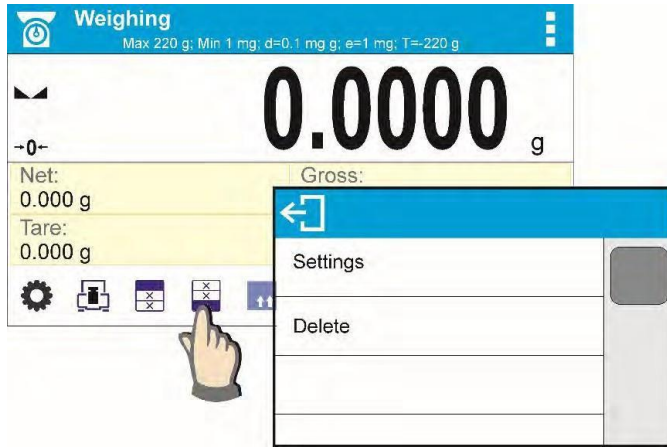 Weighing
Max 220 g; Min 1 mg; d=0.1 mg g; e=1 mg; T=-220 g
0.0000 g
→0←
Net:
0.000 g
Gross:
Tare:
0.000 g
Settings
Delete